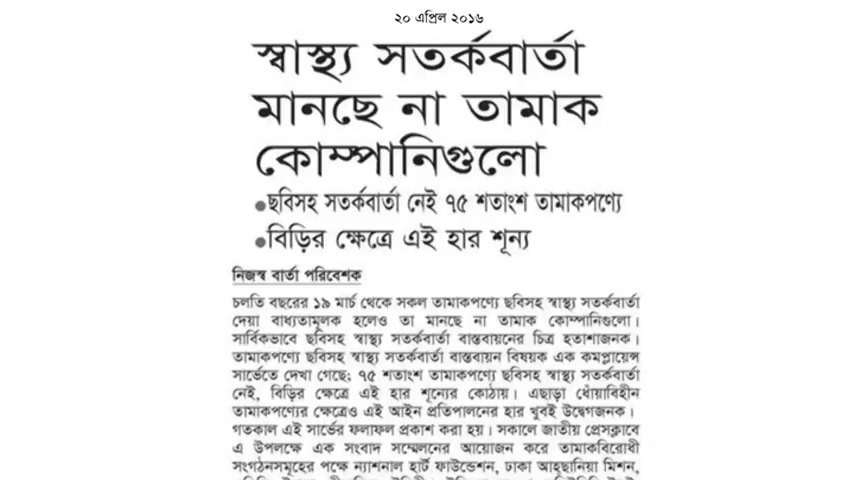 ২০ এপ্রিল ২০১৬
স্বাস্থ্য সতর্কবার্তা
মানছে না তামাক
কোম্পানিগুলো
●ছবিসহ সতর্কবার্তা নেই ৭৫ শতাংশ তামাকপণ্যে
●বিড়ির ক্ষেত্রে এই হার শূন্য
নিজস্ব বার্তা পরিবেশক
চলতি বছরের ১৯ মার্চ থেকে সকল তামাকপণ্যে ছবিসহ স্বাস্থ্য সতর্কবার্তা
দেয়া বাধ্যতামূলক হলেও তা মানছে না তামাক কোম্পানিগুলো।
সার্বিকভাবে ছবিসহ স্বাস্থ্য সতর্কবার্তা বাস্তবায়নের চিত্র হতাশাজনক।
তামাকপণ্যে ছবিসহ স্বাস্থ্য সতর্কবার্তা বাস্তবায়ন বিষয়ক এক কমপ্লায়েন্স
সার্ভেতে দেখা গেছে; ৭৫ শতাংশ তামাকপণ্যে ছবিসহ স্বাস্থ্য সতর্কবার্তা
নেই, বিড়ির ক্ষেত্রে এই হার শূন্যের কোঠায়। এছাড়া ধোঁয়াবিহীন
তামাকপণ্যের ক্ষেত্রেও এই আইন প্রতিপালনের হার খুবই উদ্বেগজনক।
গতকাল এই সার্ভের ফলাফল প্রকাশ করা হয়। সকালে জাতীয় প্রেসক্লাবে
এ উপলক্ষে এক সংবাদ সম্মেলনের আয়োজন করে তামাকবিরোধী
সংগঠনসমূহের পক্ষে ন্যাশনাল হার্ট ফাউন্ডেশন, ঢাকা আহ্ছানিয়া মিশন,